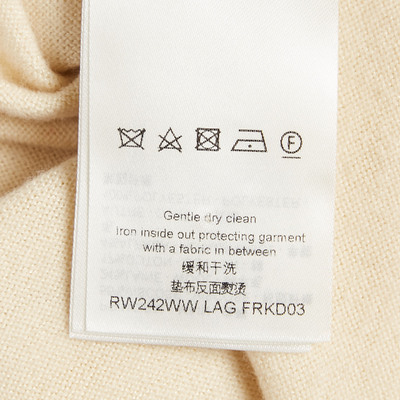 F
Gentle dry clean
Iron inside out protecting garment
with a fabric in between
缓和干洗
垫布反面熨烫
RW242WW LAG FRKD03